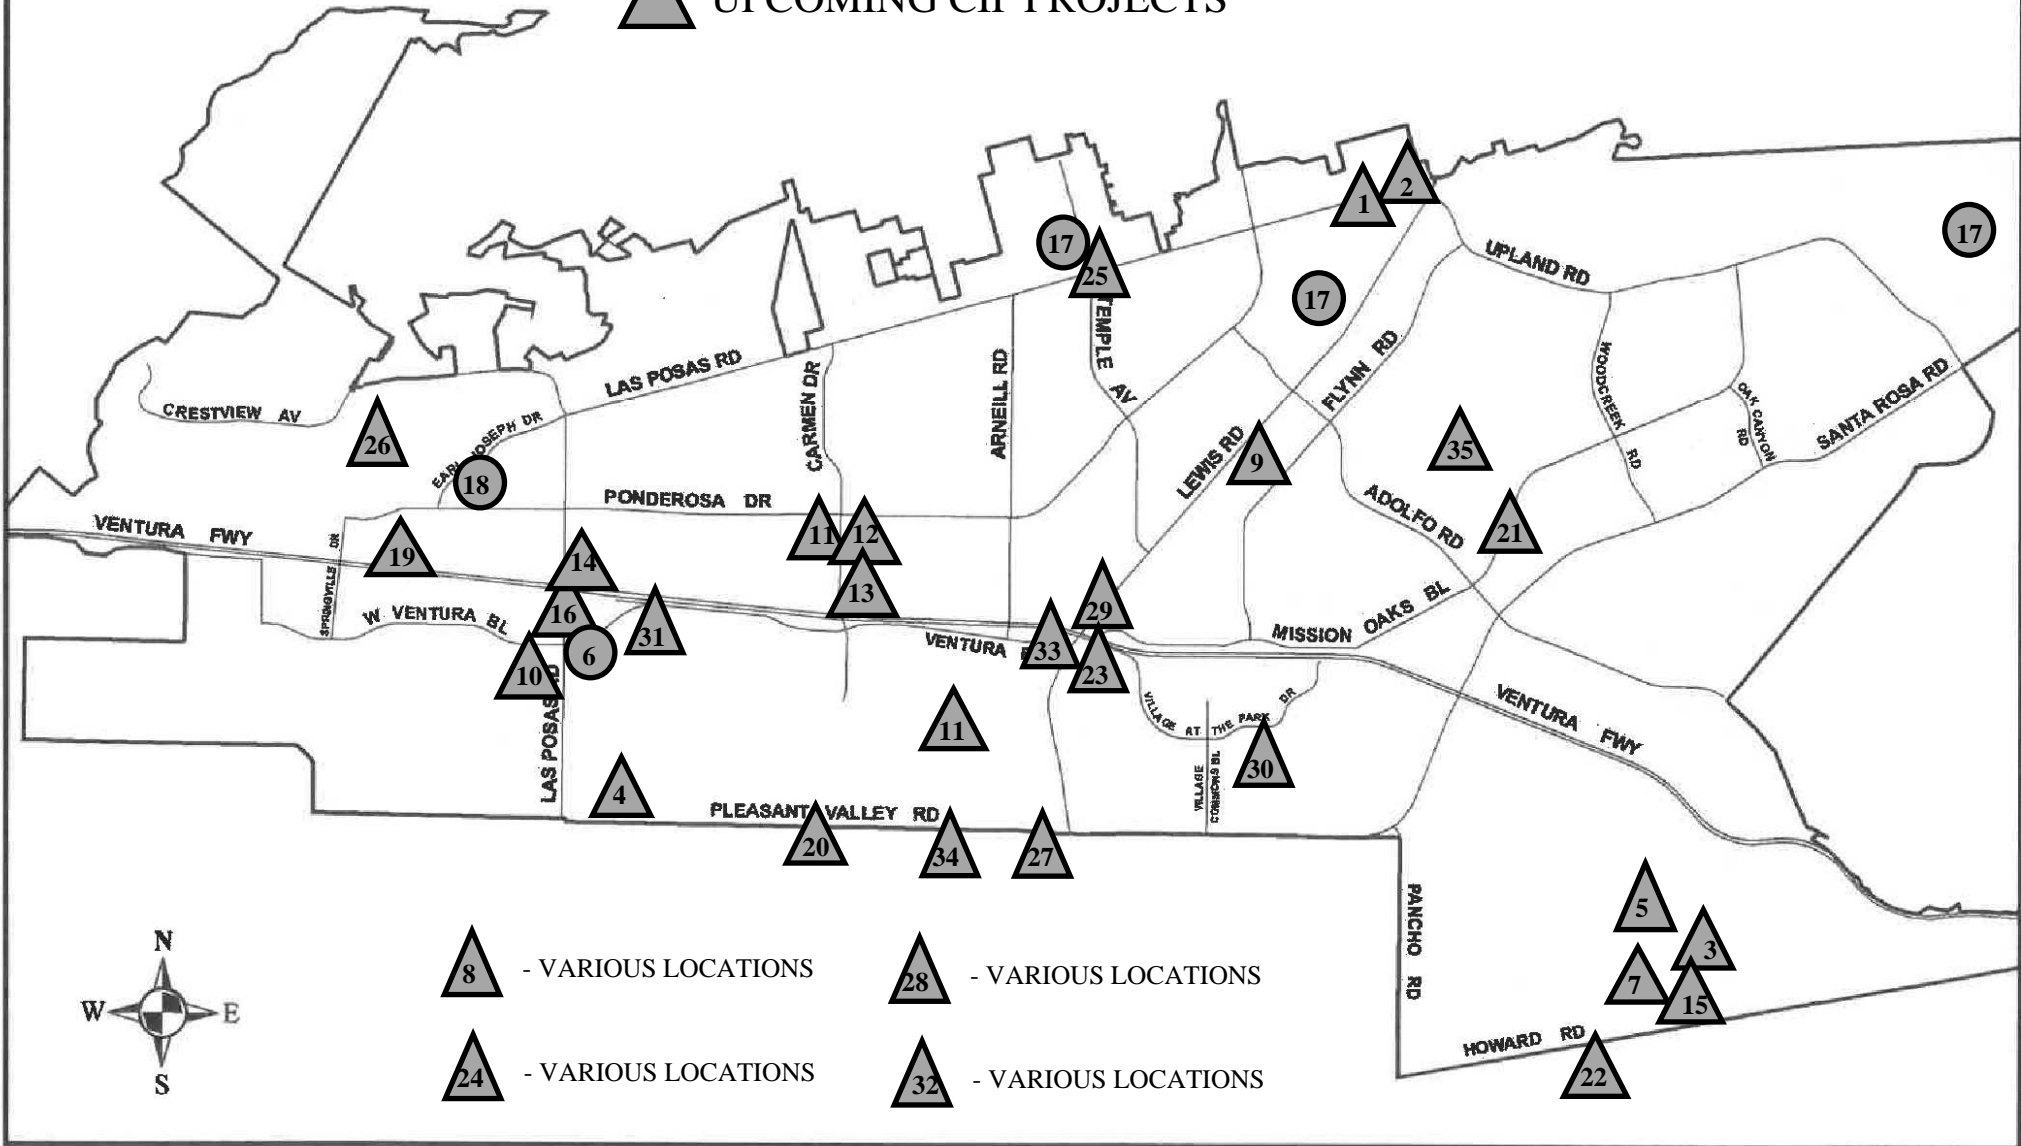 UPCOMING CIP PROJECTS
2
1
17
17
UPLAND RD
25
17
TEMPLE AV
LAS POSAS RD
FLYNN RD
WOODCREEK RD
ARNEILL RD
CARMEN DR
OAK CANYON RD
SANTA ROSA RD
CRESTVIEW AV
26
EARL JOSEPH DR
18
LEWIS RD
9
35
PONDEROSA DR
ADOLFO RD
VENTURA FWY
11
12
21
19
SPRINGVILLE DR
14
13
W VENTURA BL
16
31
29
MISSION OAKS BL
VENTURA
33
6
23
10
LAS POSAS
VILLAGE AT THE PARK DR
VENTURA FWY
11
VILLAGE COMMONS BL
30
4
PLEASANT VALLEY RD
20
34
27
PANCHO RD
5
3
7
15
HOWARD RD
22
N
W E
S
8 - VARIOUS LOCATIONS
28 - VARIOUS LOCATIONS
24 - VARIOUS LOCATIONS
32 - VARIOUS LOCATIONS